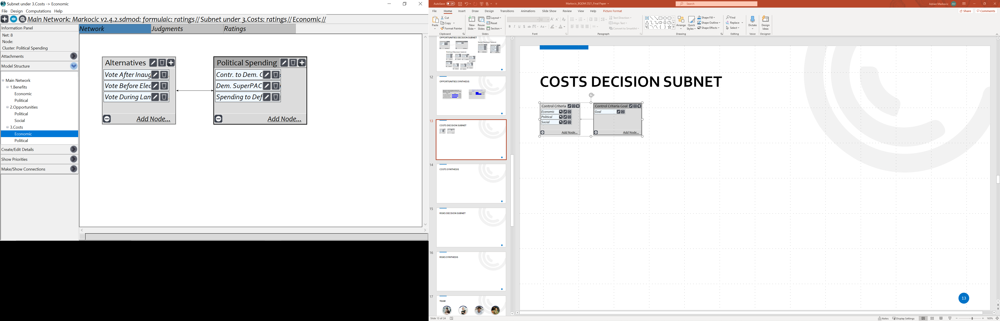 Subnet under 3.Costs -> Economic
File Design Computations Help
Main Network: Markocic v2.4.2.sdmod: formulaic: ratings//Subnet under 3.Costs: ratings//Economic//
Information Panel
Net: 8
Node:
Cluster: Political Spending
Attachments
Model Structure
Main Network
1.Benefits
Economic
Political
2.Opportunities
Political
Social
3.Costs
Economic
Political
Create/Edit Details
Show Priorities
Make/Show Connections
Network Judgments Ratings
Alternatives
Vote After Inaug
Vote Before Elec
Vote During Lan
Add Node...
Political Spending
Contr. to Dem. C
Dem. SuperPAC
Spending to Def
Add Node...
AutoSave Off
Markocic_BQOM 2521_Final Paper
Search
Adrian Markocic AM
File Home Insert Draw Design Transitions Animations Slide Show Review View Help Picture Format
Share Comments
Paste
Cut
Copy
Format Painter
Clipboard
New Slides
Reuse Slides
Layout
Reset
Section
Slides
Font
Text Direction
Align Text
Convert to SmartArt
Paragraph
Arrange
Quick Styles
Shape Fill
Shape Outline
Shape Effects
Drawing
Find
Replace
Select
Editing
Dictate
Voice
Design Ideas
Designer
OPPORTUNITIES DECISION SUBNET
Social Decision Subnet
Political Decision Subnet
12
OPPORTUNITIES SYNTHESIS
13
COSTS DECISION SUBNET
14
COSTS SYNTHESIS
15
RISKS DECISION SUBNET
16
RISKS SYNTHESIS
17
TEAM
COSTS DECISION SUBNET
Control Criteria
Economic
Political
Social
Add Node...
Control Criteria Goal
Goal
Add Node...
13
Slide 13 of 24
Notes Display Settings 165%